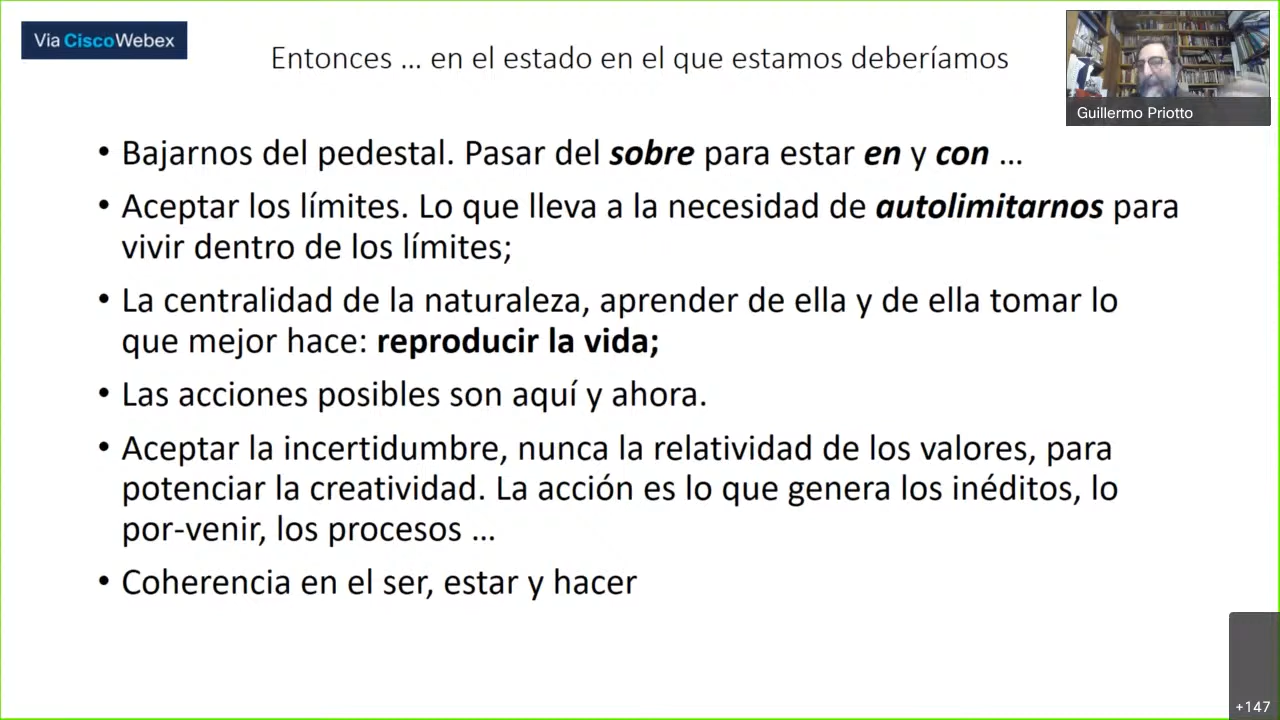 Via CiscoWebex
Entonces … en el estado en el que estamos deberíamos
Guillermo Priotto
• Bajarnos del pedestal. Pasar del sobre para estar en y con …
• Aceptar los límites. Lo que lleva a la necesidad de autolimitarnos para
vivir dentro de los límites;
• La centralidad de la naturaleza, aprender de ella y de ella tomar lo
que mejor hace: reproducir la vida;
• Las acciones posibles son aquí y ahora.
• Aceptar la incertidumbre, nunca la relatividad de los valores, para
potenciar la creatividad. La acción es lo que genera los inéditos, lo
por-venir, los procesos …
• Coherencia en el ser, estar y hacer
+147